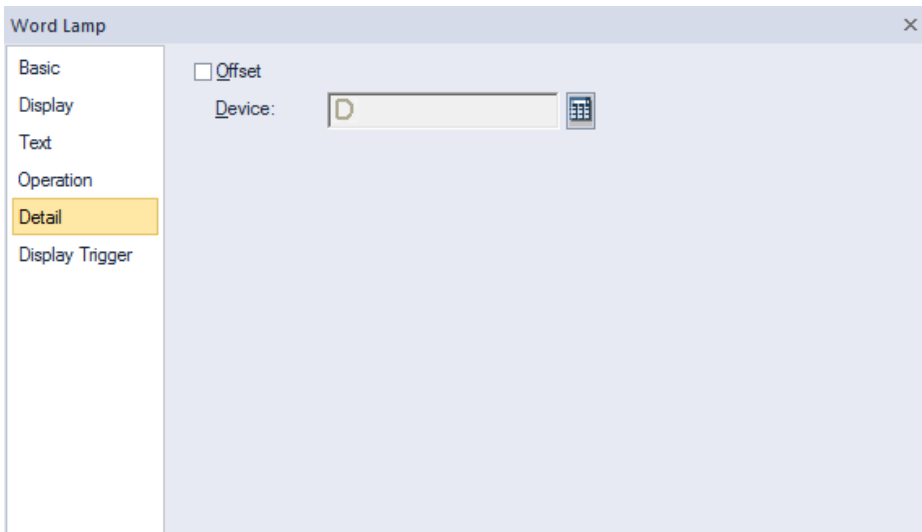 Word Lamp
Basic
Display
Text
Operation
Detail
Display Trigger
Offset
Device:
D